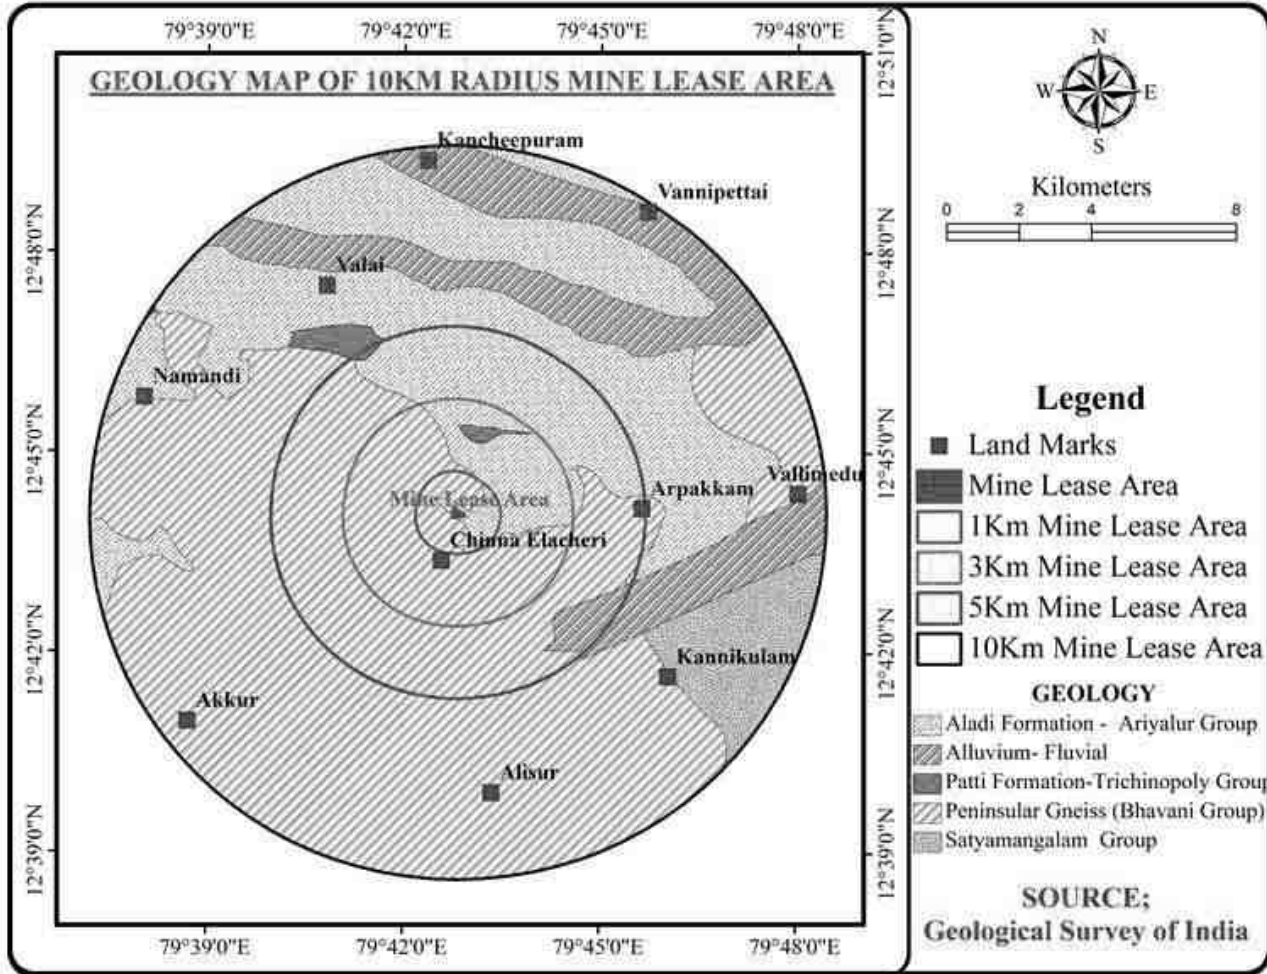 79°39'0"E 79°42'0"E 79°45'0"E 79°48'0"E
12°51'0"N
GEOLOGY MAP OF 10KM RADIUS MINE LEASE AREA
Kancheepuram
Vannipettai
12°48'0"N
12°48'0"N
Valai
Namandi
12°45'0"N
12°45'0"N
Vallimedu
Arpakkam
Mine Lease Area
Chinna Elacheri
12°42'0"N
12°42'0"N
Kannikulam
Akkur
Alisur
12°39'0"N
12°39'0"N
79°39'0"E 79°42'0"E 79°45'0"E 79°48'0"E
N
W E
S
Kilometers
0 2 4 8
Legend
Land Marks
Mine Lease Area
1Km Mine Lease Area
3Km Mine Lease Area
5Km Mine Lease Area
10Km Mine Lease Area
GEOLOGY
Aladi Formation - Ariyalur Group
Alluvium- Fluvial
Patti Formation-Trichinopoly Group
Peninsular Gneiss (Bhavani Group)
Satyamangalam Group
SOURCE;
Geological Survey of India